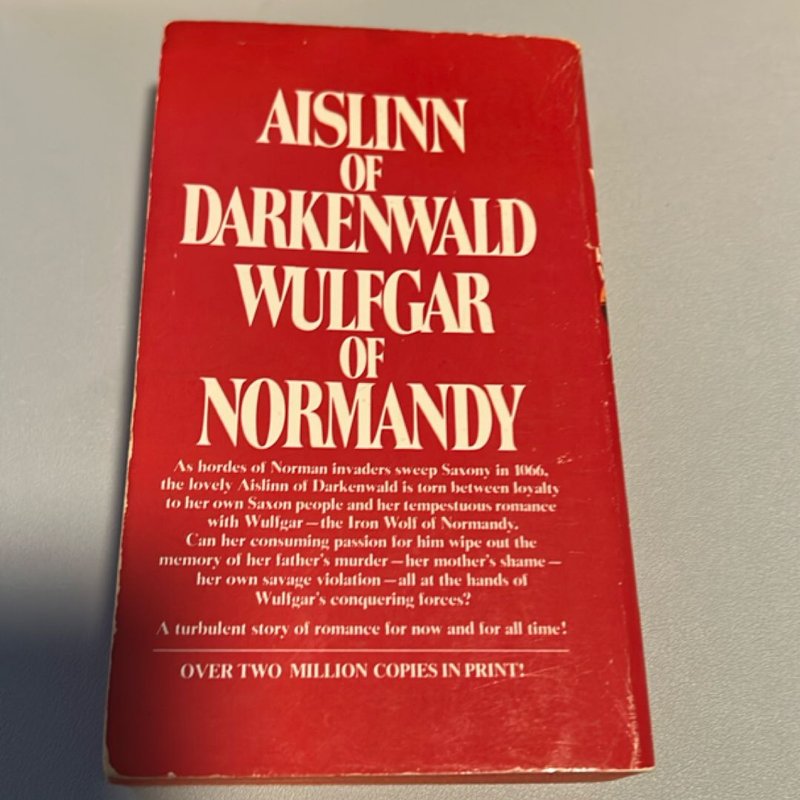 AISLINN
OF
DARKENWALD
WULFGAR
OF
NORMANDY
As hordes of Norman invaders sweep Saxony in 1066,
the lovely Aislinn of Darkenwald is torn between loyalty
to her own Saxon people and her tempestuous romance
with Wulfgar—the Iron Wolf of Normandy.
Can her consuming passion for him wipe out the
memory of her father's murder—her mother's shame—
her own savage violation—all at the hands of
Wulfgar's conquering forces?
A turbulent story of romance for now and for all time!
OVER TWO MILLION COPIES IN PRINT!